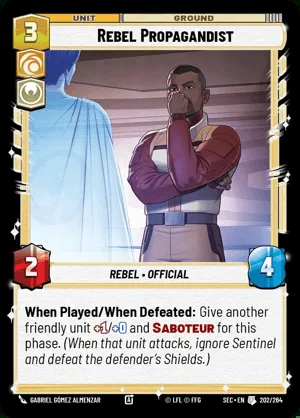 UNIT
GROUND
3
REBEL PROPAGANDIST
2
4
REBEL • OFFICIAL
When Played/When Defeated: Give another
friendly unit +1/+0 and SABOTEUR for this
phase. (When that unit attacks, ignore Sentinel
and defeat the defender's Shields.)
GABRIEL GÓMEZ ALMENZAR
© LFL © FFG
SEC • EN
202/264